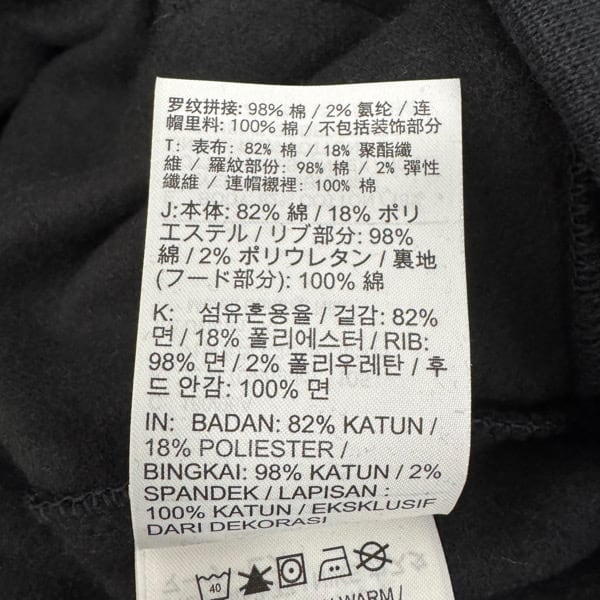 罗纹拼接: 98% 棉 / 2% 氨纶 / 连
帽里料: 100% 棉 / 不包括装饰部分
T: 表布: 82% 棉 / 18% 聚酯纖
維 / 羅紋部份: 98% 棉 / 2% 彈性
纖維 / 連帽襯裡: 100% 棉
J:本体: 82% 綿 / 18% ポリ
エステル / リブ部分: 98%
綿 / 2% ポリウレタン / 裏地
(フード部分): 100% 綿
K: 섬유혼용율 / 겉감: 82%
면 / 18% 폴리에스터 / RIB:
98% 면 / 2% 폴리우레탄 / 후
드 안감: 100% 면
IN: BADAN: 82% KATUN /
18% POLIESTER /
BINGKAI: 98% KATUN / 2%
SPANDEK / LAPISAN :
100% KATUN / EKSKLUSIF
DARI DEKORASI
40
WARM /